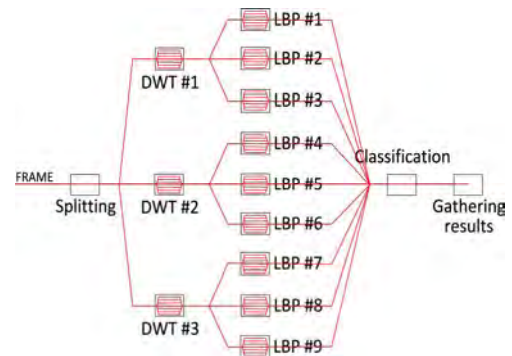 LBP #1
LBP #2
DWT #1
LBP #3
LBP #4
Classification
FRAME
Splitting
DWT #2
LBP #5
Gathering
results
LBP #6
LBP #7
DWT #3
LBP #8
LBP #9